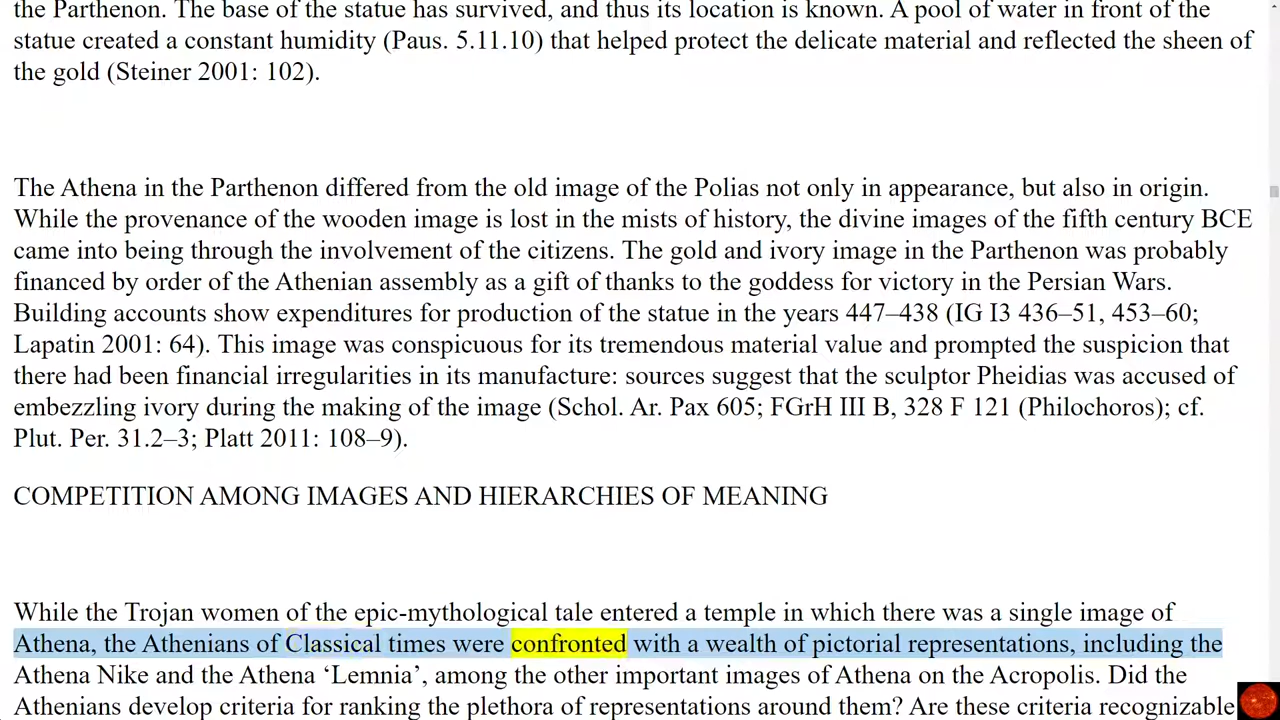 the Parthenon. The base of the statue has survived, and thus its location is known. A pool of water in front of the
statue created a constant humidity (Paus. 5.11.10) that helped protect the delicate material and reflected the sheen of
the gold (Steiner 2001: 102).
The Athena in the Parthenon differed from the old image of the Polias not only in appearance, but also in origin.
While the provenance of the wooden image is lost in the mists of history, the divine images of the fifth century BCE
came into being through the involvement of the citizens. The gold and ivory image in the Parthenon was probably
financed by order of the Athenian assembly as a gift of thanks to the goddess for victory in the Persian Wars.
Building accounts show expenditures for production of the statue in the years 447–438 (IG I3 436–51, 453–60;
Lapatin 2001: 64). This image was conspicuous for its tremendous material value and prompted the suspicion that
there had been financial irregularities in its manufacture: sources suggest that the sculptor Pheidias was accused of
embezzling ivory during the making of the image (Schol. Ar. Pax 605; FGrH III B, 328 F 121 (Philochoros); cf.
Plut. Per. 31.2–3; Platt 2011: 108–9).
COMPETITION AMONG IMAGES AND HIERARCHIES OF MEANING
While the Trojan women of the epic-mythological tale entered a temple in which there was a single image of
Athena, the Athenians of Classical times were confronted with a wealth of pictorial representations, including the
Athena Nike and the Athena ‘Lemnia’, among the other important images of Athena on the Acropolis. Did the
Athenians develop criteria for ranking the plethora of representations around them? Are these criteria recognizable